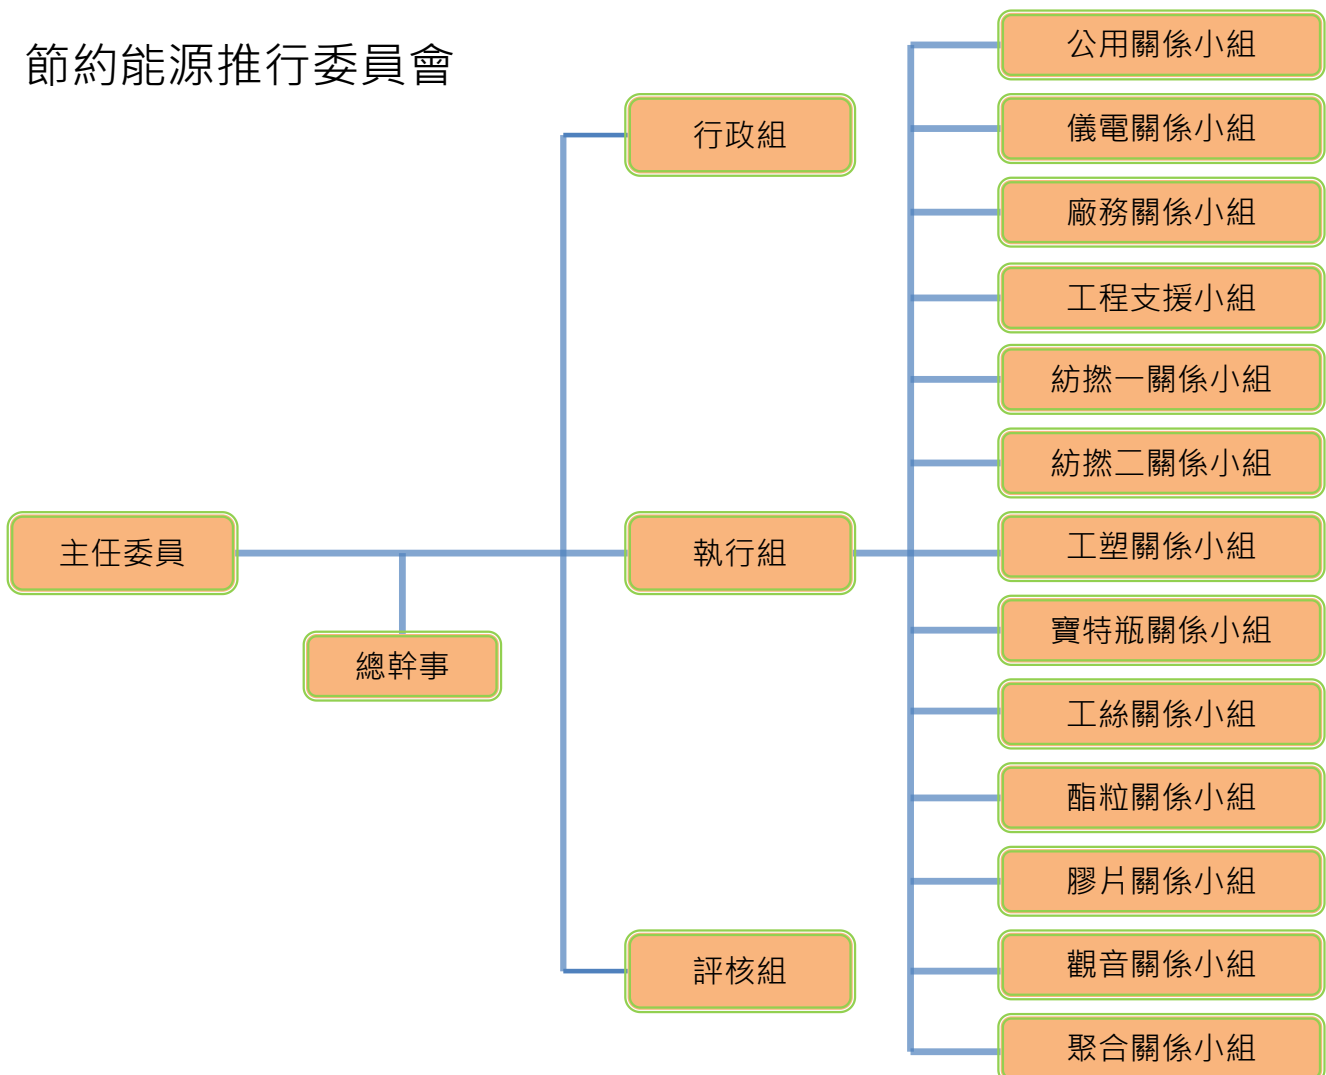 節約能源推行委員會
主任委員
總幹事
行政組
執行組
評核組
公用關係小組
儀電關係小組
廠務關係小組
工程支援小組
紡撚一關係小組
紡撚二關係小組
工塑關係小組
寶特瓶關係小組
工絲關係小組
酯粒關係小組
膠片關係小組
觀音關係小組
聚合關係小組